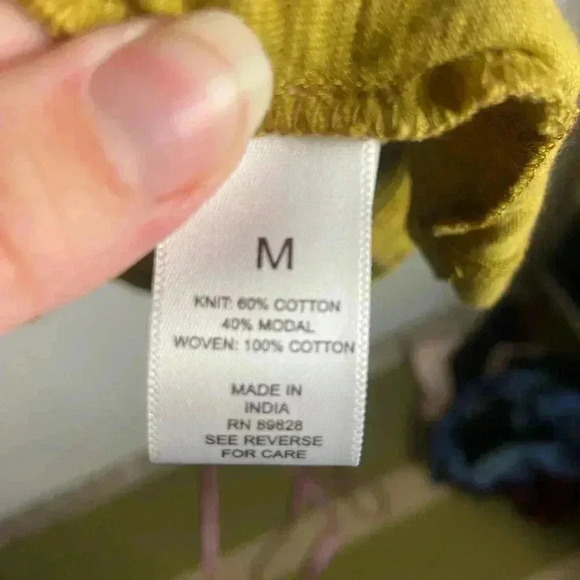 M
KNIT: 60% COTTON
40% MODAL
WOVEN: 100% COTTON
MADE IN
INDIA
RN 89828
SEE REVERSE
FOR CARE